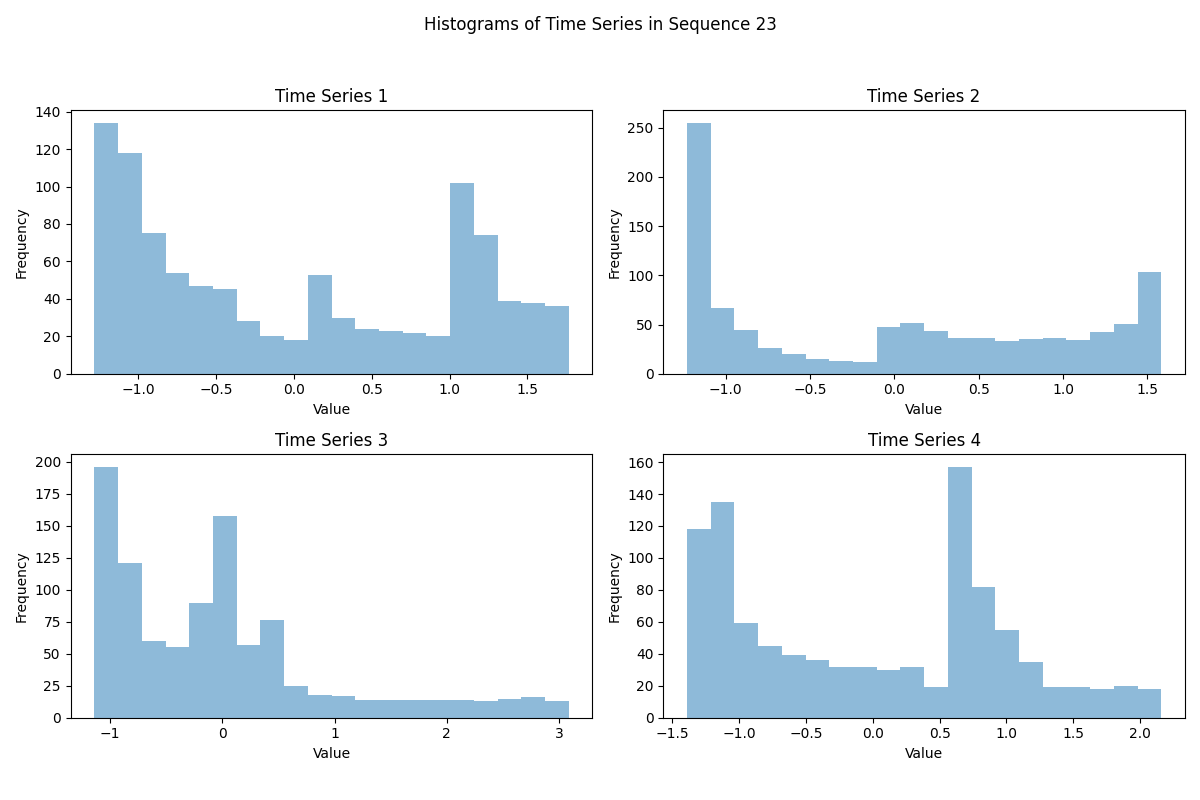 Histograms of Time Series in Sequence 23
Time Series 1
140
120
100
80
60
40
20
0
Frequency
−1.0 −0.5 0.0 0.5 1.0 1.5
Value
Time Series 2
250
200
150
100
50
0
Frequency
−1.0 −0.5 0.0 0.5 1.0 1.5
Value
Time Series 3
200
175
150
125
100
75
50
25
0
Frequency
−1 0 1 2 3
Value
Time Series 4
160
140
120
100
80
60
40
20
0
Frequency
−1.5 −1.0 −0.5 0.0 0.5 1.0 1.5 2.0
Value